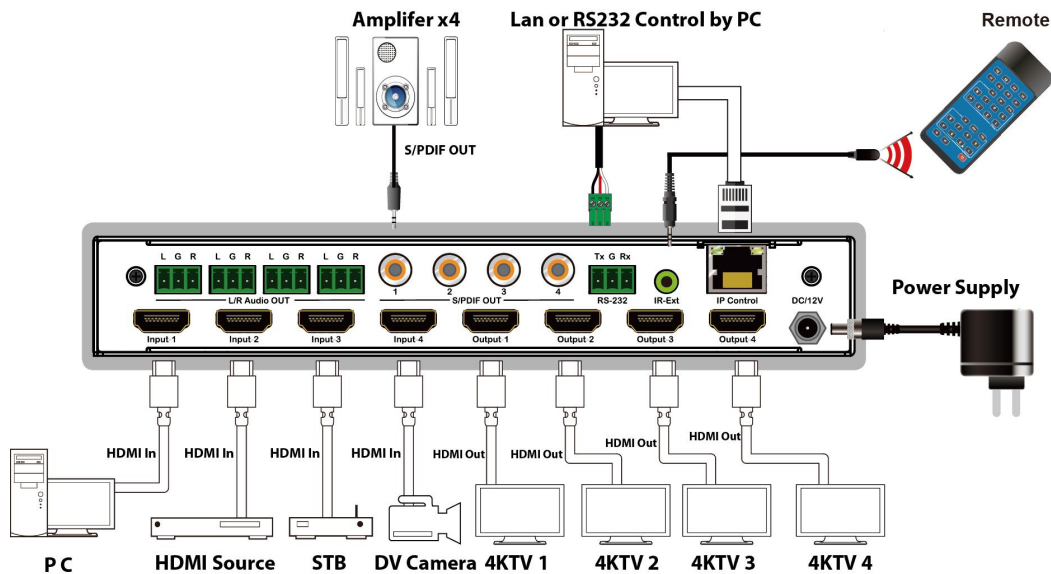 Amplifer x4
Lan or RS232 Control by PC
Remote
S/PDIF OUT
L G R L G R L G R L G R
Tx G Rx
1 2 3 4
L/R Audio OUT
S/PDIF OUT
RS-232
IR-Ext
IP Control
DC/12V
Power Supply
Input 1
Input 2
Input 3
Input 4
Output 1
Output 2
Output 3
Output 4
HDMI In
HDMI In
HDMI In
HDMI In
HDMI Out
HDMI Out
HDMI Out
HDMI Out
PC
HDMI Source
STB
DV Camera
4KTV 1
4KTV 2
4KTV 3
4KTV 4